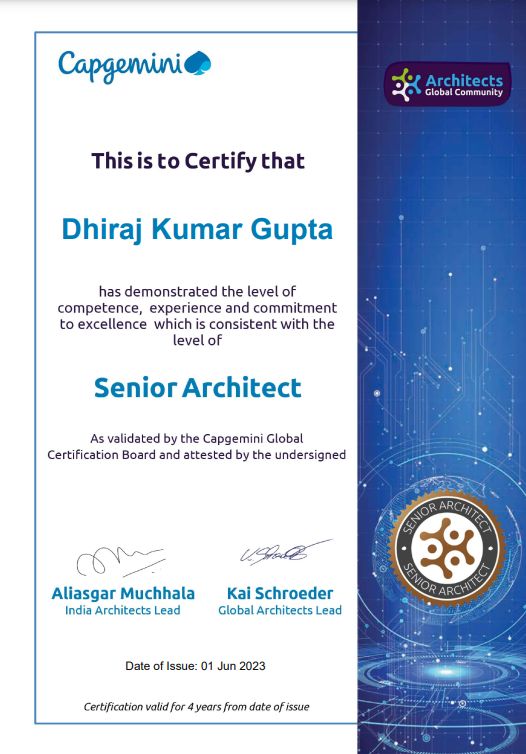 Capgemini
Architects
Global Community
This is to Certify that
Dhiraj Kumar Gupta
has demonstrated the level of
competence, experience and commitment
to excellence which is consistent with the
level of
Senior Architect
As validated by the Capgemini Global
Certification Board and attested by the undersigned
SENIOR ARCHITECT
SENIOR ARCHITECT
Aliasgar Muchhala
India Architects Lead
Kai Schroeder
Global Architects Lead
Date of Issue: 01 Jun 2023
Certification valid for 4 years from date of issue